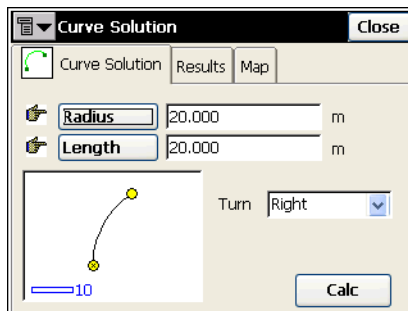 Curve Solution Close
Curve Solution Results Map
Radius 20.000 m
Length 20.000 m
Turn Right
10
Calc